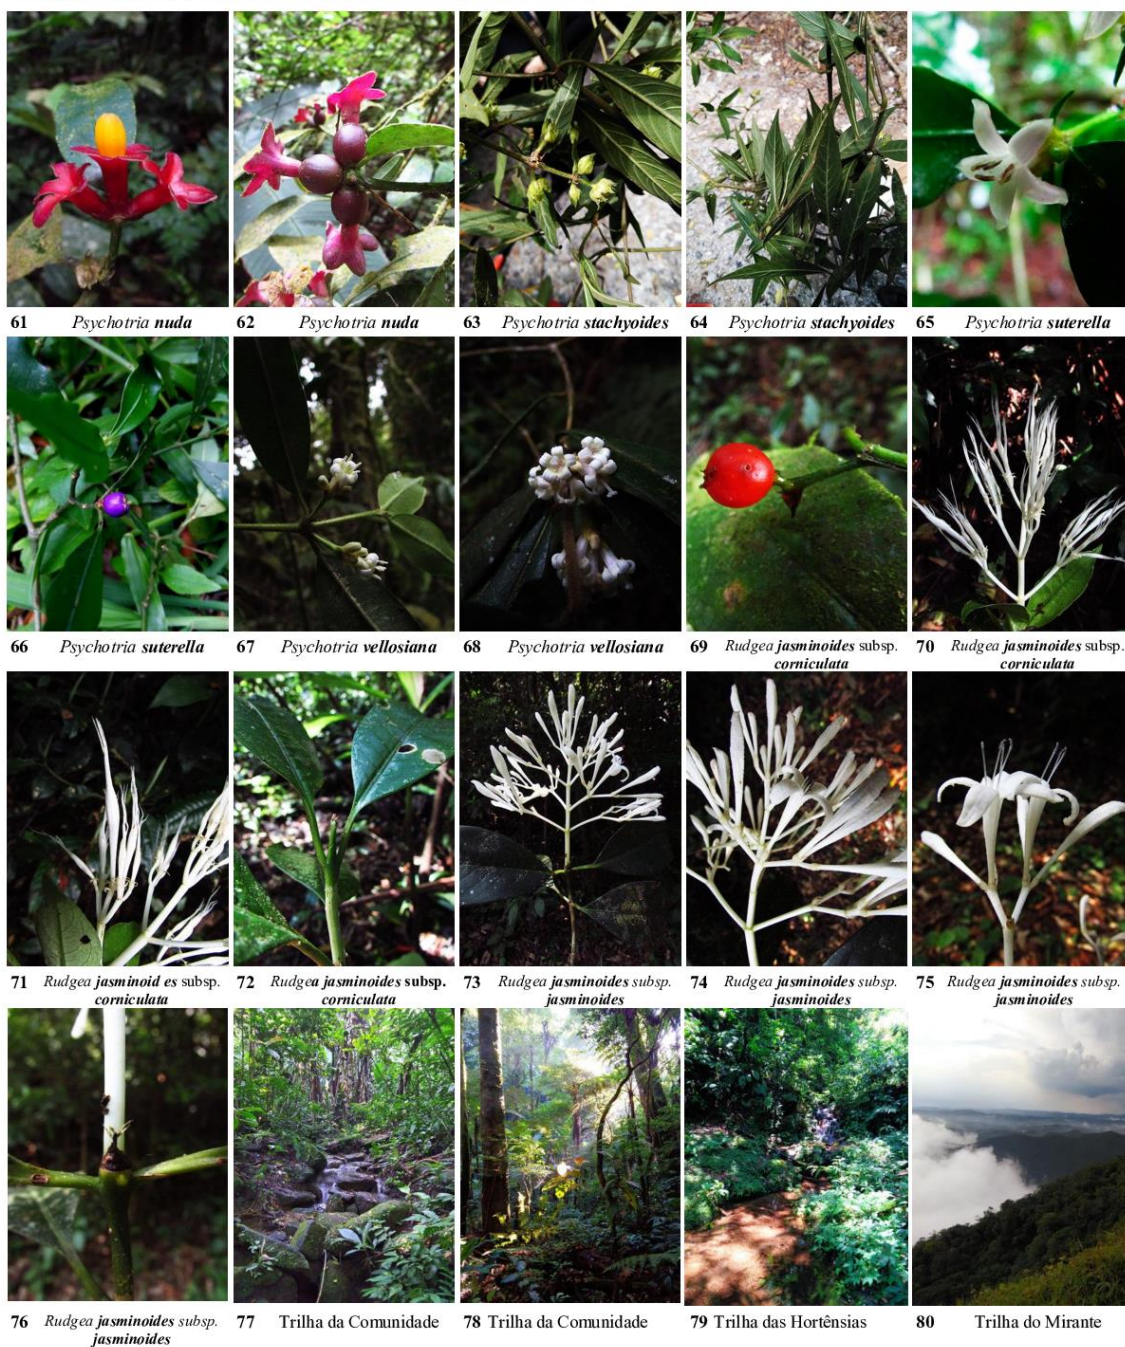 61 Psychotria nuda
62 Psychotria nuda
63 Psychotria stachyoides
64 Psychotria stachyoides
65 Psychotria suterella
66 Psychotria suterella
67 Psychotria vellosiana
68 Psychotria vellosiana
69 Rudgea jasminoides subsp.
corniculata
70 Rudgea jasminoides subsp.
corniculata
71 Rudgea jasminoid es subsp.
corniculata
72 Rudgea jasminoides subsp.
corniculata
73 Rudgea jasminoides subsp.
jasminoides
74 Rudgea jasminoides subsp.
jasminoides
75 Rudgea jasminoides subsp.
jasminoides
76 Rudgea jasminoides subsp.
jasminoides
77 Trilha da Comunidade
78 Trilha da Comunidade
79 Trilha das Hortênsias
80 Trilha do Mirante